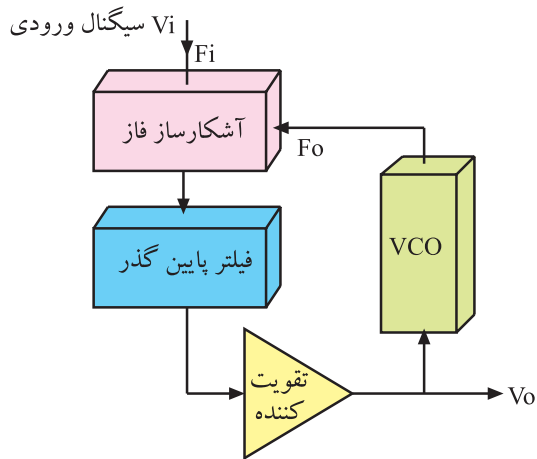 سیگنال ورودی Vi
Fi
آشکارساز فاز
Fo
فیلتر پایین گذر
VCO
تقویت
کننده
Vo